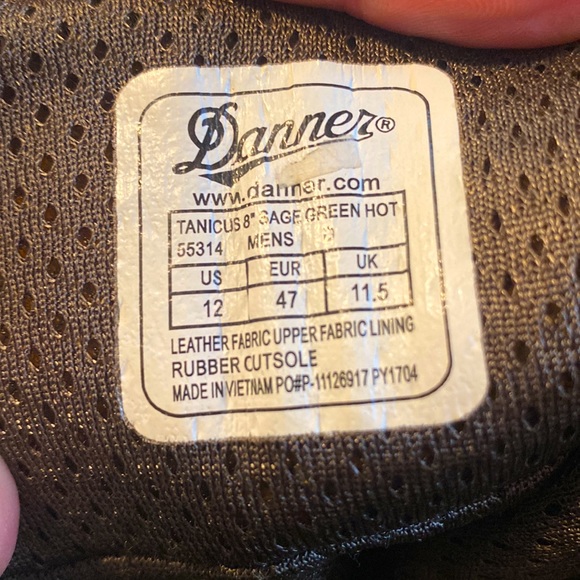 Danner®
www.danner.com
TANICUS 8" SAGE GREEN HOT
55314 MENS D
US EUR UK
12 47 11.5
LEATHER FABRIC UPPER FABRIC LINING
RUBBER OUTSOLE
MADE IN VIETNAM PO#P-11126917 PY1704